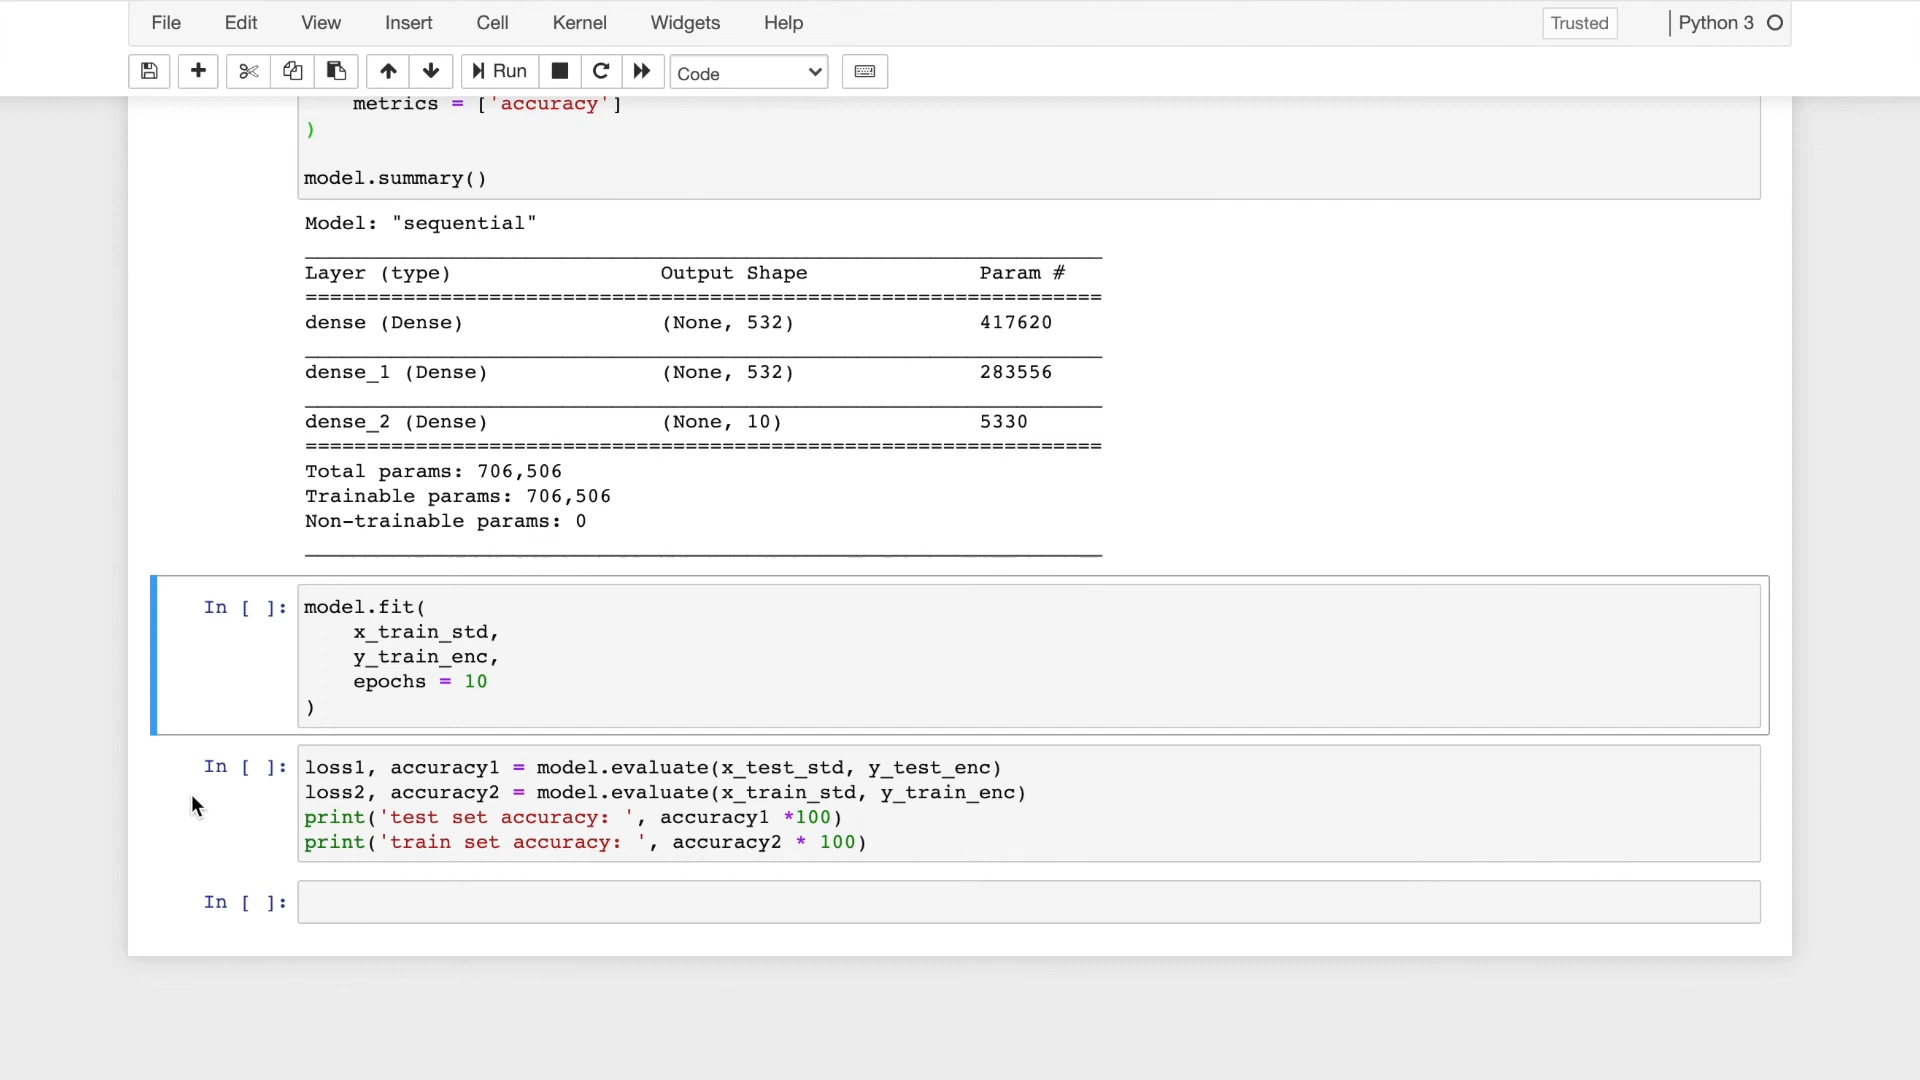 File Edit View Insert Cell Kernel Widgets Help Trusted Python 3
Run Code
metrics = ['accuracy']
)
model.summary()
Model: "sequential"
Layer (type) Output Shape Param #
=================================================================
dense (Dense) (None, 532) 417620
dense_1 (Dense) (None, 532) 283556
dense_2 (Dense) (None, 10) 5330
=================================================================
Total params: 706,506
Trainable params: 706,506
Non-trainable params: 0
In [ ]: model.fit(
x_train_std,
y_train_enc,
epochs = 10
)
In [ ]: loss1, accuracy1 = model.evaluate(x_test_std, y_test_enc)
loss2, accuracy2 = model.evaluate(x_train_std, y_train_enc)
print('test set accuracy: ', accuracy1 *100)
print('train set accuracy: ', accuracy2 * 100)
In [ ]: